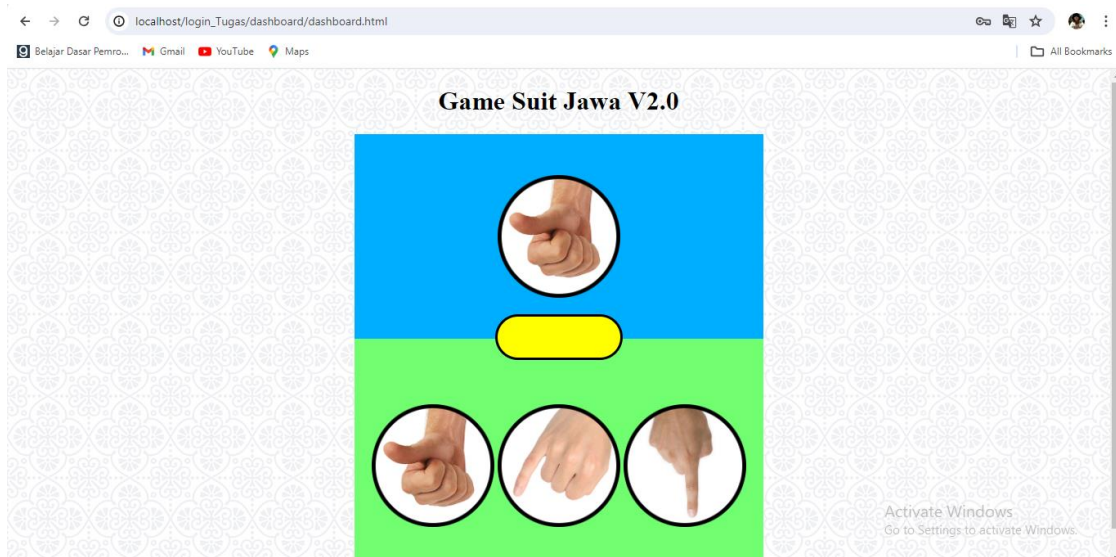 localhost/login_Tugas/dashboard/dashboard.html
Belajar Dasar Pemro... Gmail YouTube Maps All Bookmarks
Game Suit Jawa V2.0
Activate Windows
Go to Settings to activate Windows.